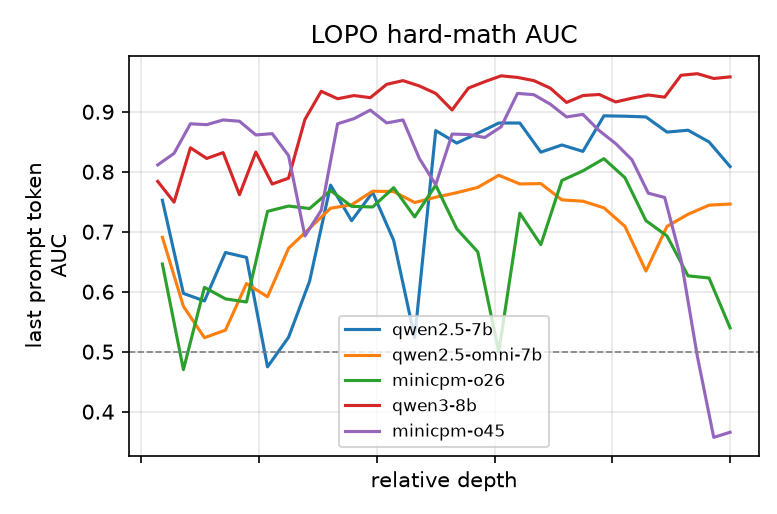 LOPO hard-math AUC
last prompt token
AUC
0.9
0.8
0.7
0.6
0.5
0.4
qwen2.5-7b
qwen2.5-omni-7b
minicpm-o26
qwen3-8b
minicpm-o45
relative depth